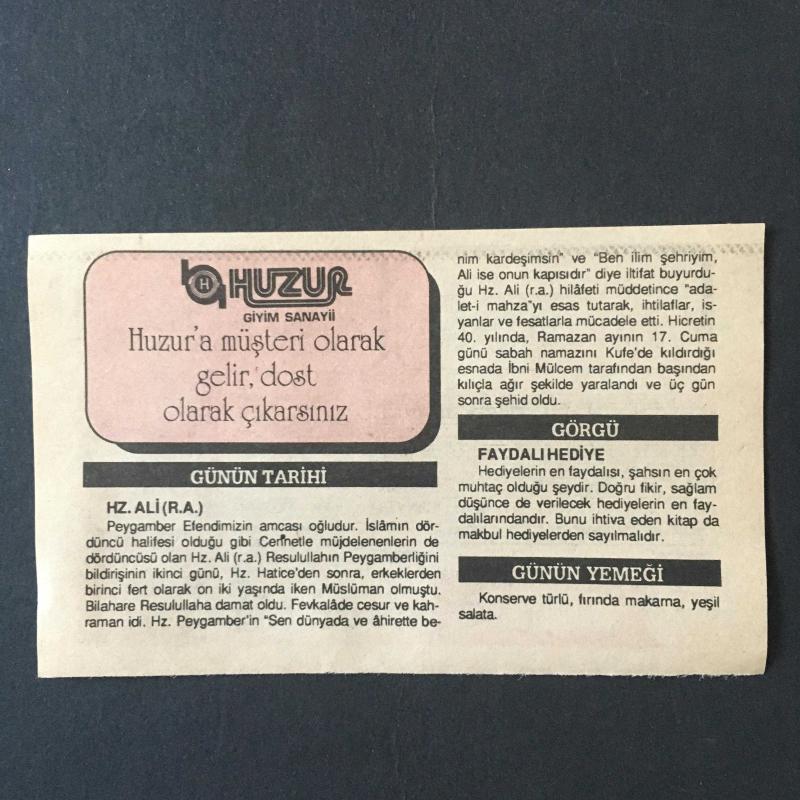 HUZUR
GİYİM SANAYİİ
Huzur'a müşteri olarak
gelir, dost
olarak çıkarsınız
GÜNÜN TARİHİ
HZ. ALİ (R.A.)
Peygamber Efendimizin amcası oğludur. İslâmın dör-
düncü halifesi olduğu gibi Cennetle müjdelenenlerin de
dördüncüsü olan Hz. Ali (r.a.) Resulullahın Peygamberliğini
bildirişinin ikinci günü, Hz. Hatice'den sonra, erkeklerden
birinci fert olarak on iki yaşında iken Müslüman olmuştu.
Bilahare Resulullaha damat oldu. Fevkalâde cesur ve kah-
raman idi. Hz. Peygamber'in "Sen dünyada ve âhirette be-
nim kardeşimsin" ve "Ben ilim şehriyim,
Ali ise onun kapısıdır" diye iltifat buyurdu-
ğu Hz. Ali (r.a.) hilâfeti müddetince "ada-
let-i mahza"yı esas tutarak, ihtilaflar, is-
yanlar ve fesatlarla mücadele etti. Hicretin
40. yılında, Ramazan ayının 17. Cuma
günü sabah namazını Kufe'de kıldırdığı
esnada İbni Mülcem tarafından başından
kılıçla ağır şekilde yaralandı ve üç gün
sonra şehid oldu.
GÖRGÜ
FAYDALI HEDİYE
Hediyelerin en faydalısı, şahsın en çok
muhtaç olduğu şeydir. Doğru fikir, sağlam
düşünce de verilecek hediyelerin en fay-
dalılarındandır. Bunu ihtiva eden kitap da
makbul hediyelerden sayılmalıdır.
GÜNÜN YEMEĞİ
Konserve türlü, fırında makarna, yeşil
salata.